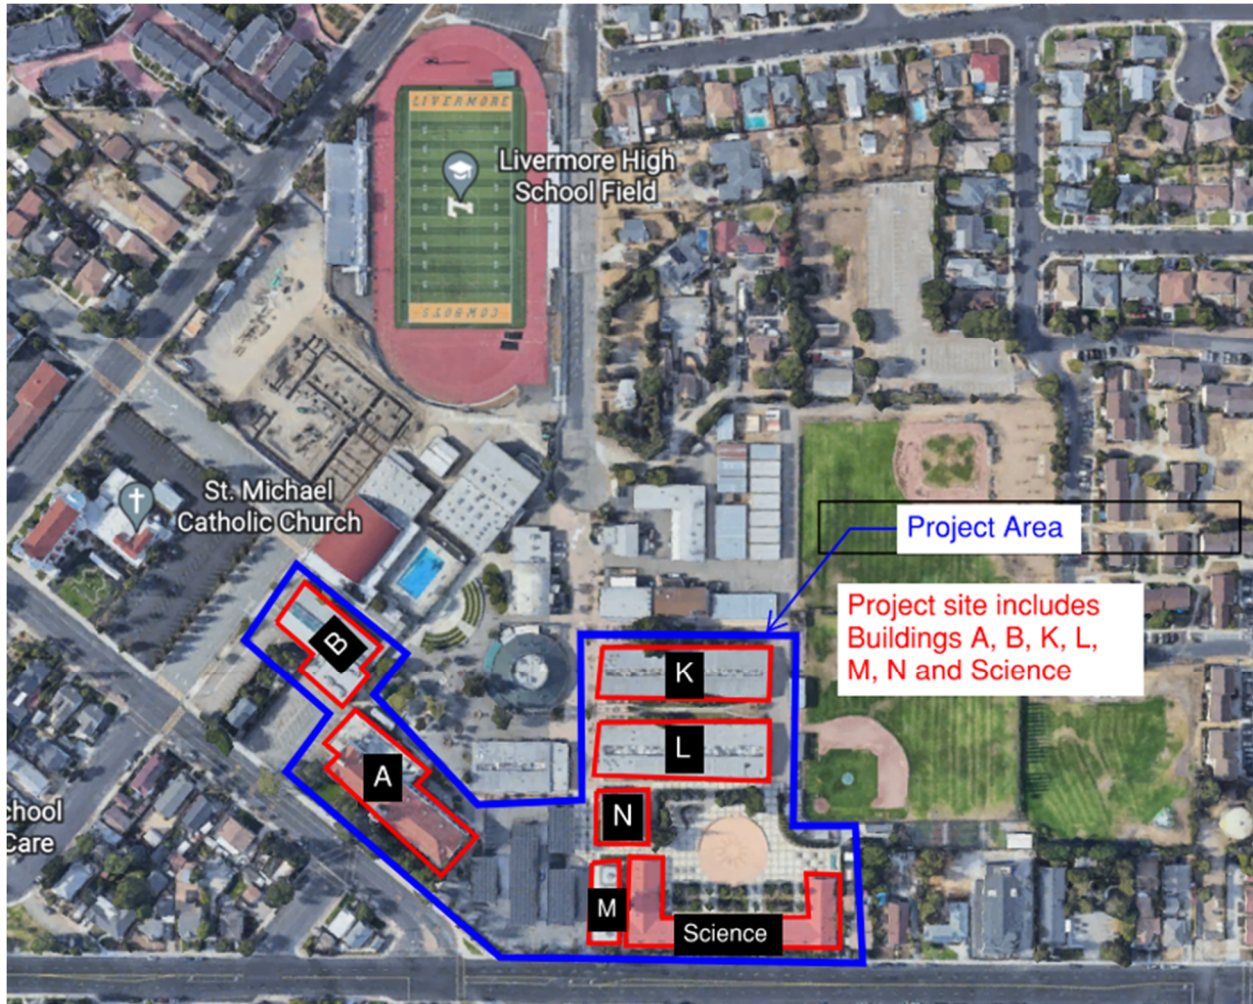 LIVERMORE
Livermore High
School Field
L
COWBOYS
St. Michael
Catholic Church
Project Area
Project site includes
Buildings A, B, K, L,
M, N and Science
B
K
L
A
N
M
Science
chool
Care